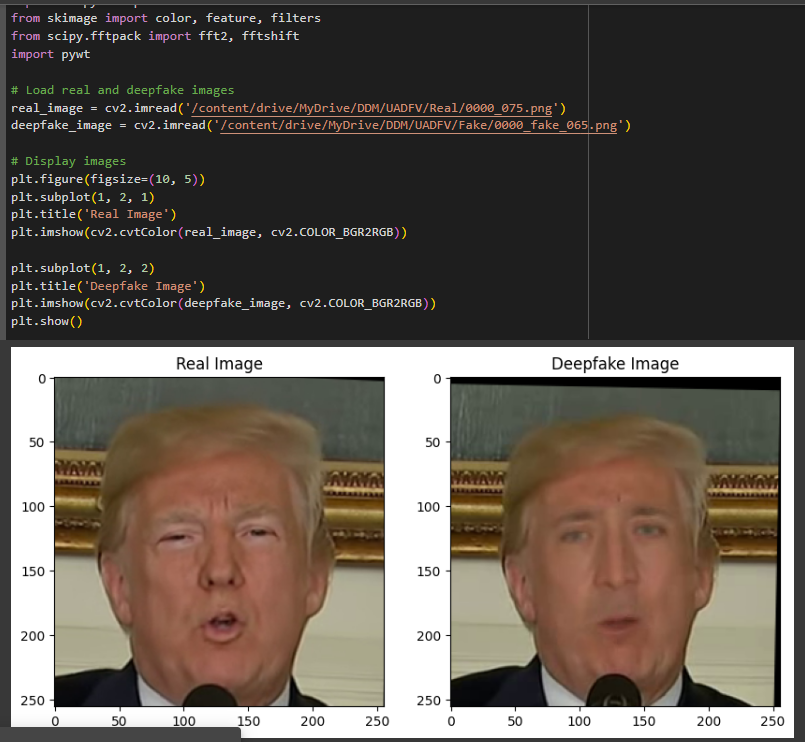 from skimage import color, feature, filters
from scipy.fftpack import fft2, fftshift
import pywt
# Load real and deepfake images
real_image = cv2.imread('/content/drive/MyDrive/DDM/UADFV/Real/0000_075.png')
deepfake_image = cv2.imread('/content/drive/MyDrive/DDM/UADFV/Fake/0000_fake_065.png')
# Display images
plt.figure(figsize=(10, 5))
plt.subplot(1, 2, 1)
plt.title('Real Image')
plt.imshow(cv2.cvtColor(real_image, cv2.COLOR_BGR2RGB))
plt.subplot(1, 2, 2)
plt.title('Deepfake Image')
plt.imshow(cv2.cvtColor(deepfake_image, cv2.COLOR_BGR2RGB))
plt.show()
Real Image
0
50
100
150
200
250
0 50 100 150 200 250
Deepfake Image
0
50
100
150
200
250
0 50 100 150 200 250